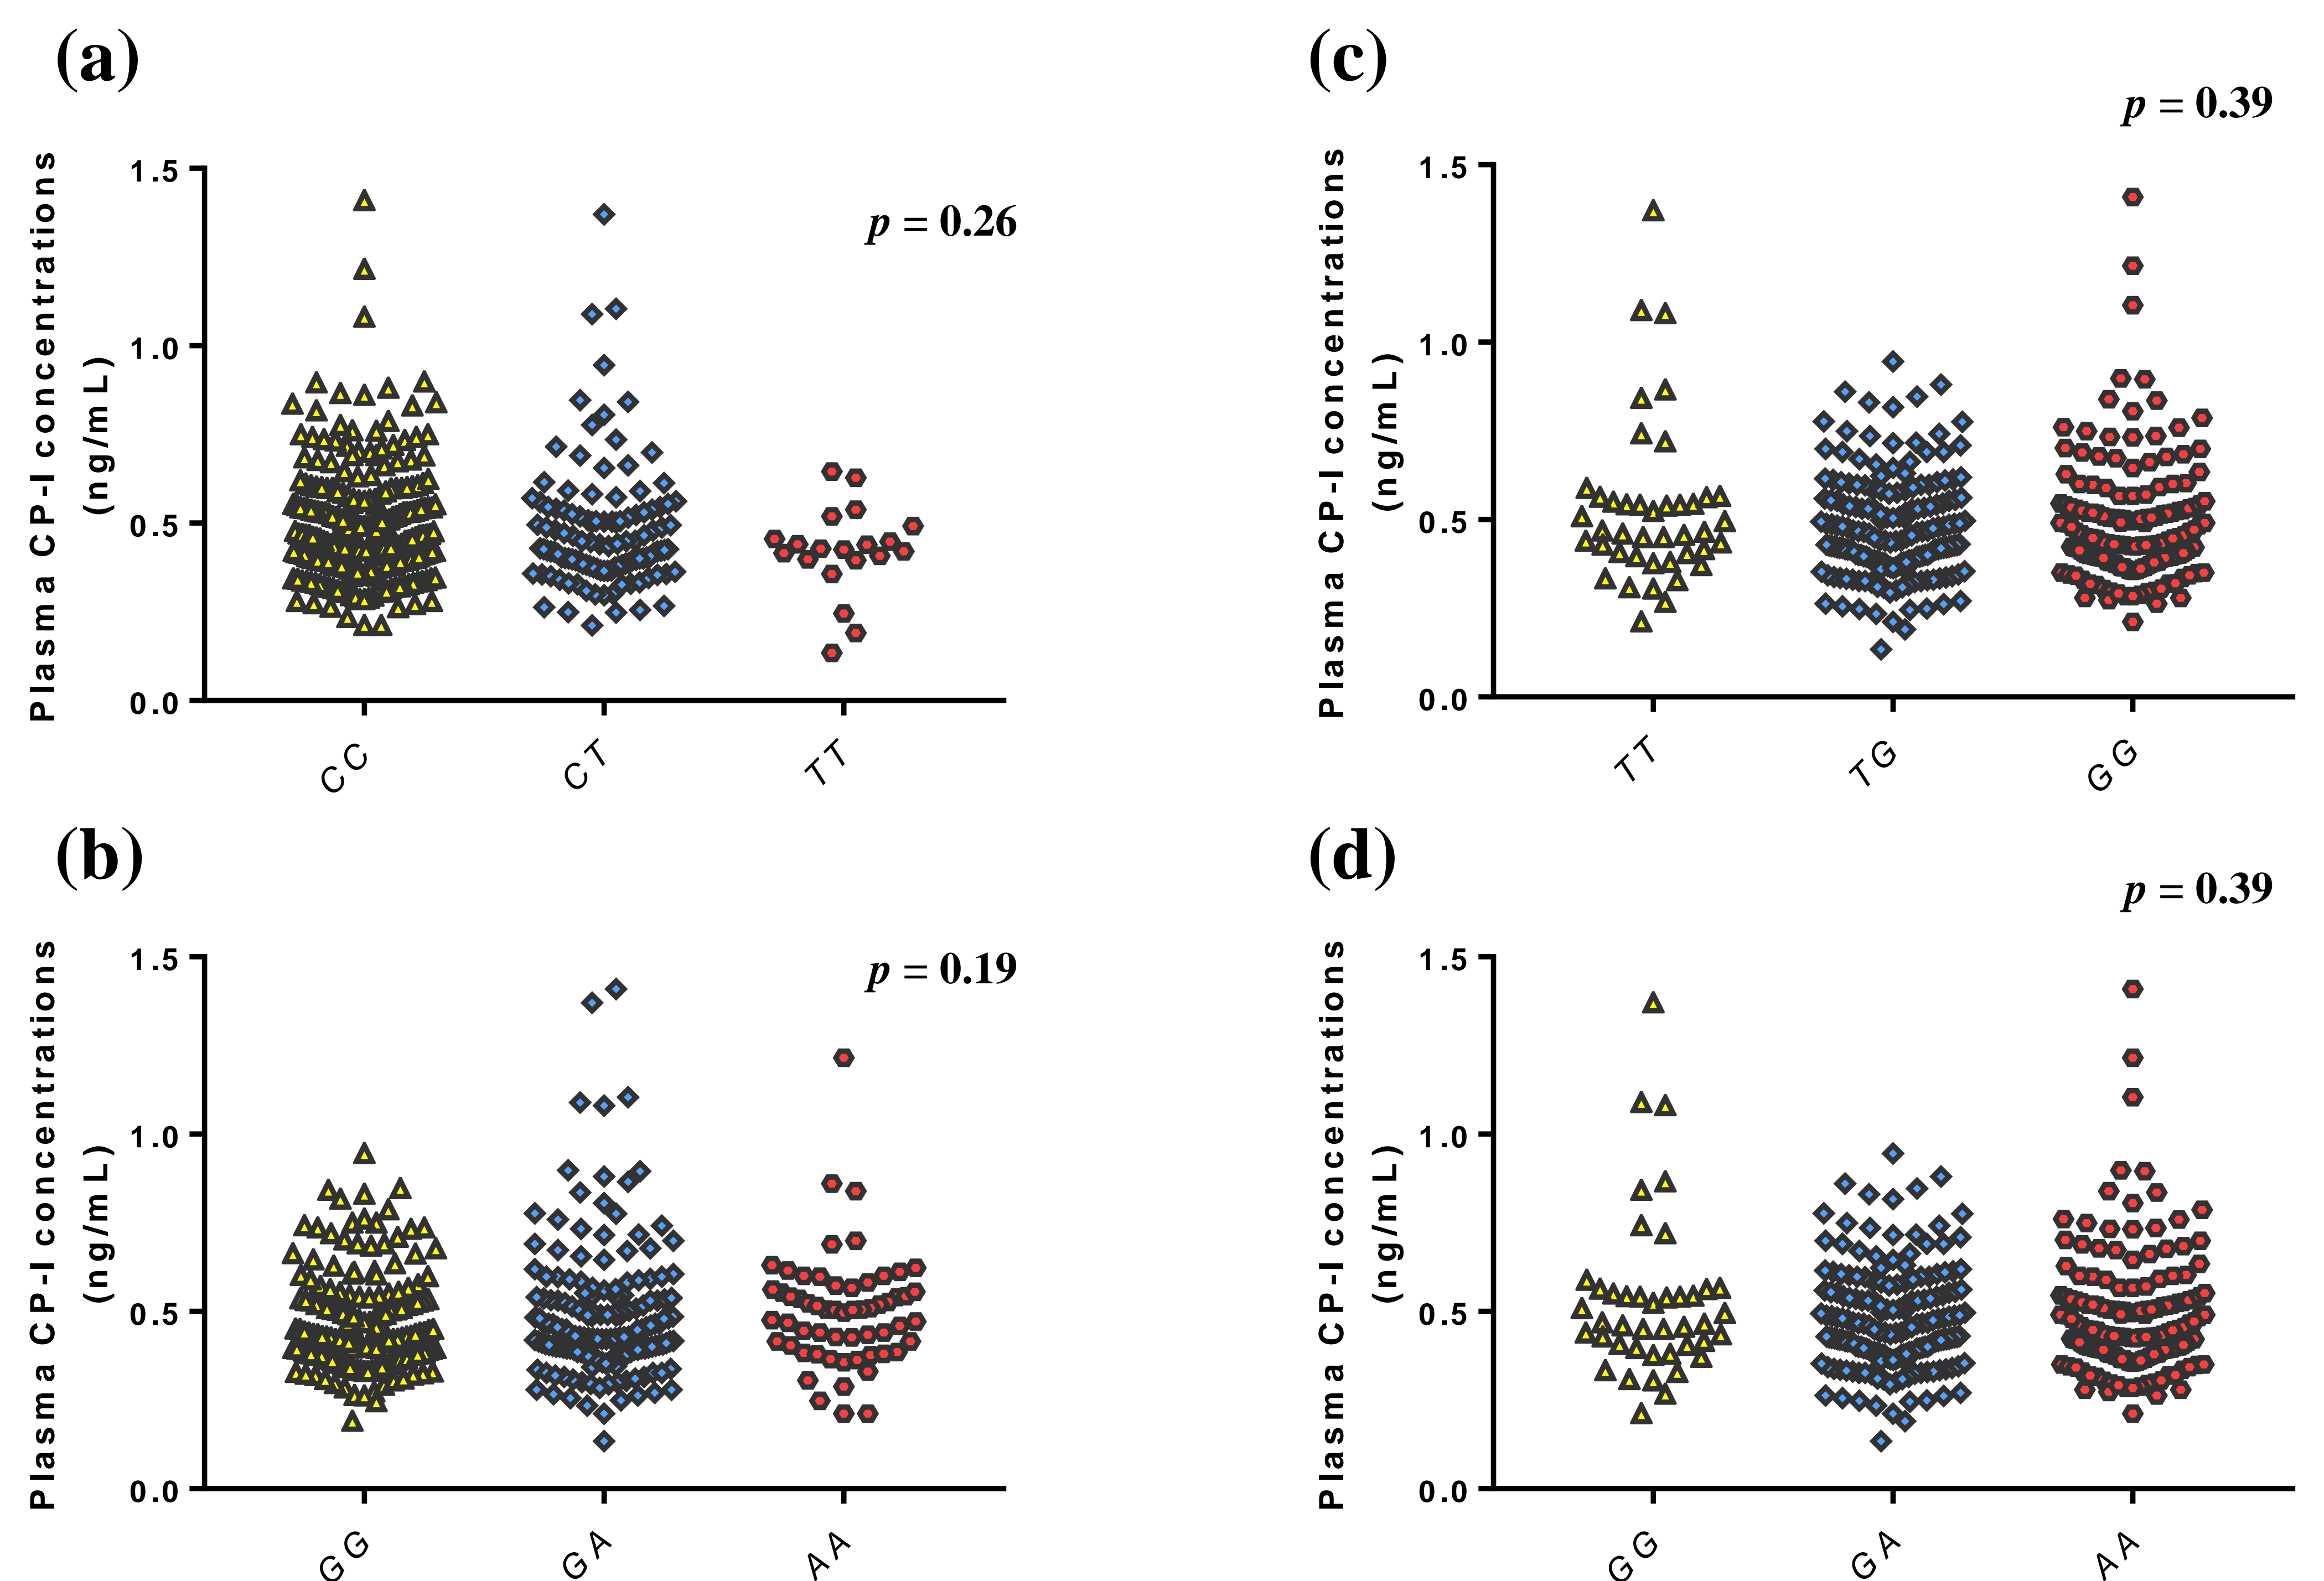 (a)
p = 0.26
Plasma CP-I concentrations
(ng/mL)
1.5
1.0
0.5
0.0
CC
CT
TT
(c)
p = 0.39
Plasma CP-I concentrations
(ng/mL)
1.5
1.0
0.5
0.0
TT
TG
GG
(b)
p = 0.19
Plasma CP-I concentrations
(ng/mL)
1.5
1.0
0.5
0.0
GG
GA
AA
(d)
p = 0.39
Plasma CP-I concentrations
(ng/mL)
1.5
1.0
0.5
0.0
GG
GA
AA